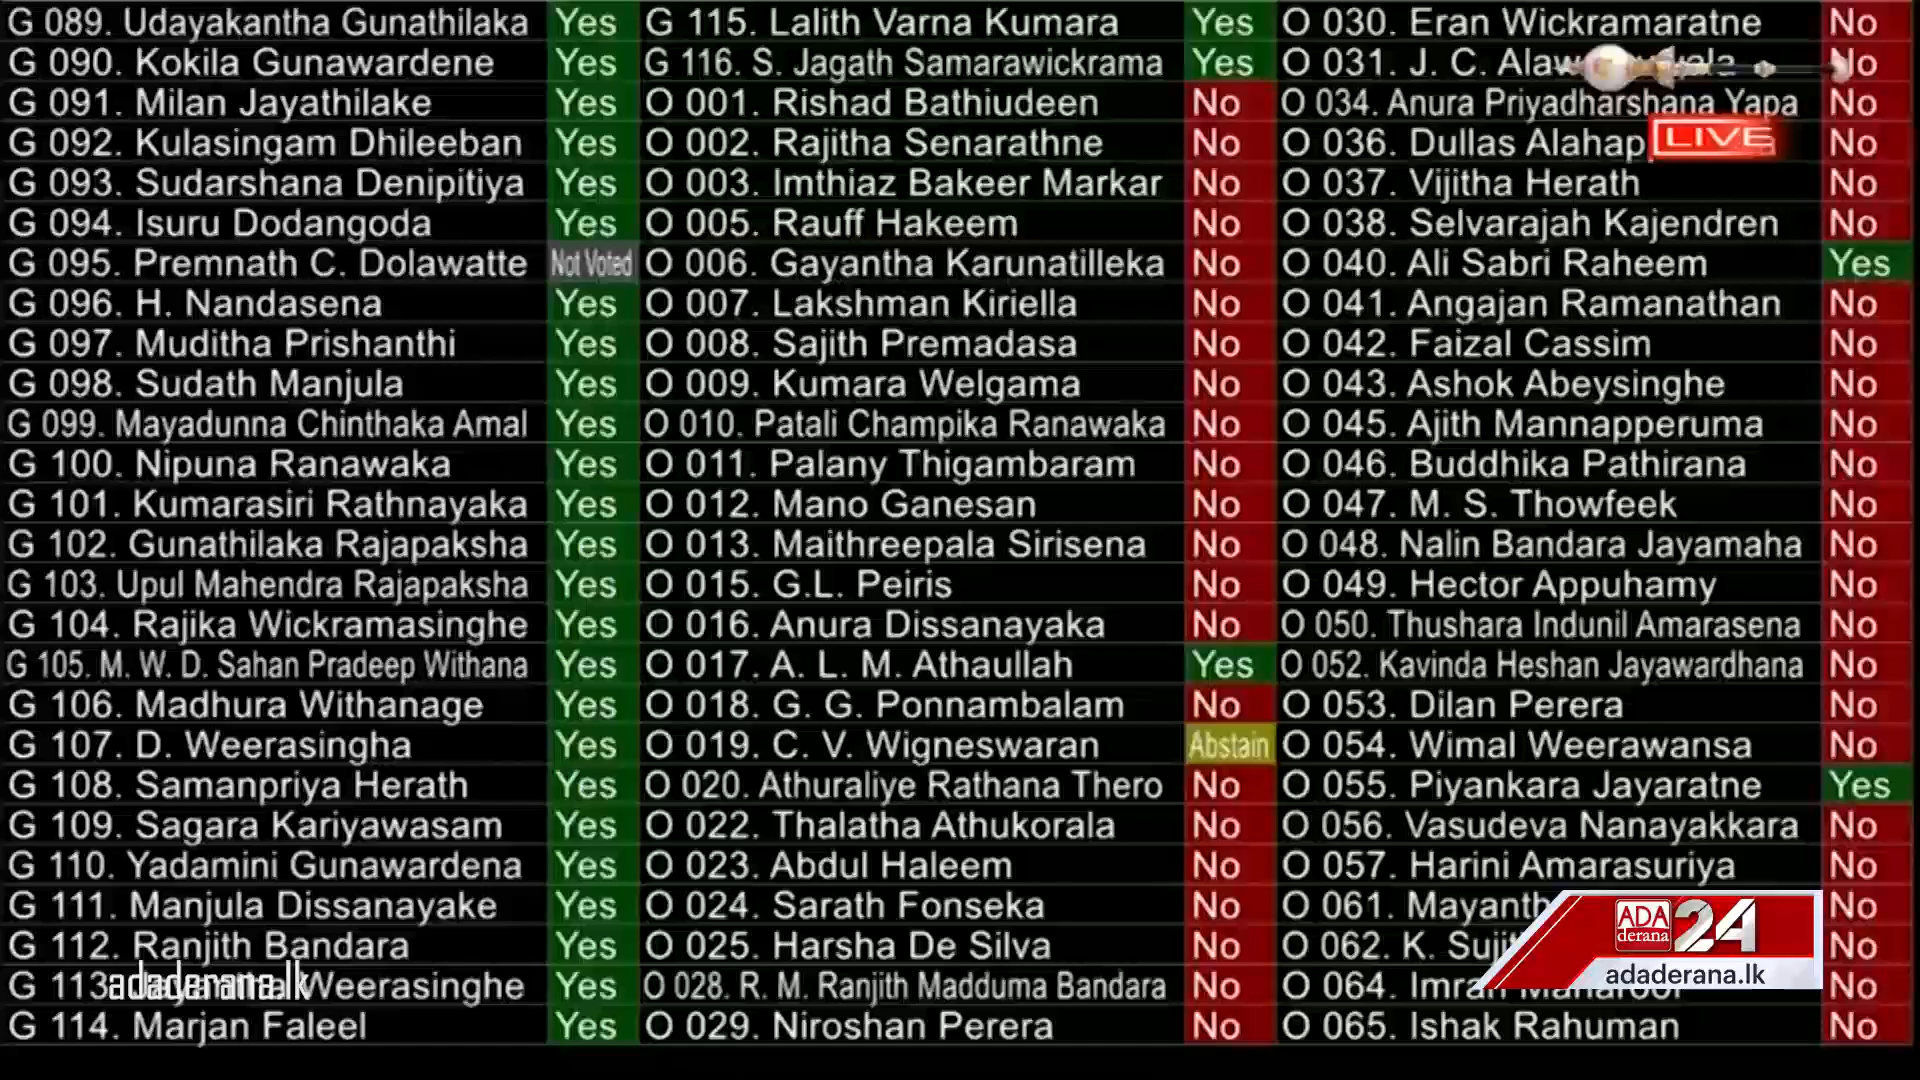 G 089. Udayakantha Gunathilaka Yes
G 090. Kokila Gunawardene Yes
G 091. Milan Jayathilake Yes
G 092. Kulasingam Dhileeban Yes
G 093. Sudarshana Denipitiya Yes
G 094. Isuru Dodangoda Yes
G 095. Premnath C. Dolawatte Not Voted
G 096. H. Nandasena Yes
G 097. Muditha Prishanthi Yes
G 098. Sudath Manjula Yes
G 099. Mayadunna Chinthaka Amal Yes
G 100. Nipuna Ranawaka Yes
G 101. Kumarasiri Rathnayaka Yes
G 102. Gunathilaka Rajapaksha Yes
G 103. Upul Mahendra Rajapaksha Yes
G 104. Rajika Wickramasinghe Yes
G 105. M. W. D. Sahan Pradeep Withana Yes
G 106. Madhura Withanage Yes
G 107. D. Weerasingha Yes
G 108. Samanpriya Herath Yes
G 109. Sagara Kariyawasam Yes
G 110. Yadamini Gunawardena Yes
G 111. Manjula Dissanayake Yes
G 112. Ranjith Bandara Yes
G 113 Weerasinghe Yes
adaderana.lk
G 114. Marjan Faleel Yes
G 115. Lalith Varna Kumara Yes
G 116. S. Jagath Samarawickrama Yes
O 001. Rishad Bathiudeen No
O 002. Rajitha Senarathne No
O 003. Imthiaz Bakeer Markar No
O 005. Rauff Hakeem No
O 006. Gayantha Karunatilleka No
O 007. Lakshman Kiriella No
O 008. Sajith Premadasa No
O 009. Kumara Welgama No
O 010. Patali Champika Ranawaka No
O 011. Palany Thigambaram No
O 012. Mano Ganesan No
O 013. Maithreepala Sirisena No
O 015. G.L. Peiris No
O 016. Anura Dissanayaka No
O 017. A. L. M. Athaullah Yes
O 018. G. G. Ponnambalam No
O 019. C. V. Wigneswaran Abstain
O 020. Athuraliye Rathana Thero No
O 022. Thalatha Athukorala No
O 023. Abdul Haleem No
O 024. Sarath Fonseka No
O 025. Harsha De Silva No
O 028. R. M. Ranjith Madduma Bandara No
O 029. Niroshan Perera No
O 030. Eran Wickramaratne No
O 031. J. C. No
O 034. Anura Priyadharshana Yapa No
O 036. Dullas Alahap No
LIVE
O 037. Vijitha Herath No
O 038. Selvarajah Kajendren No
O 040. Ali Sabri Raheem Yes
O 041. Angajan Ramanathan No
O 042. Faizal Cassim No
O 043. Ashok Abeysinghe No
O 045. Ajith Mannapperuma No
O 046. Buddhika Pathirana No
O 047. M. S. Thowfeek No
O 048. Nalin Bandara Jayamaha No
O 049. Hector Appuhamy No
O 050. Thushara Indunil Amarasena No
O 052. Kavinda Heshan Jayawardhana No
O 053. Dilan Perera No
O 054. Wimal Weerawansa No
O 055. Piyankara Jayaratne Yes
O 056. Vasudeva Nanayakkara No
O 057. Harini Amarasuriya No
O 061. Mayanth No
O 062. K. Sujit No
O 064. Imran No
O 065. Ishak Rahuman No
ADA derana 24
adaderana.lk